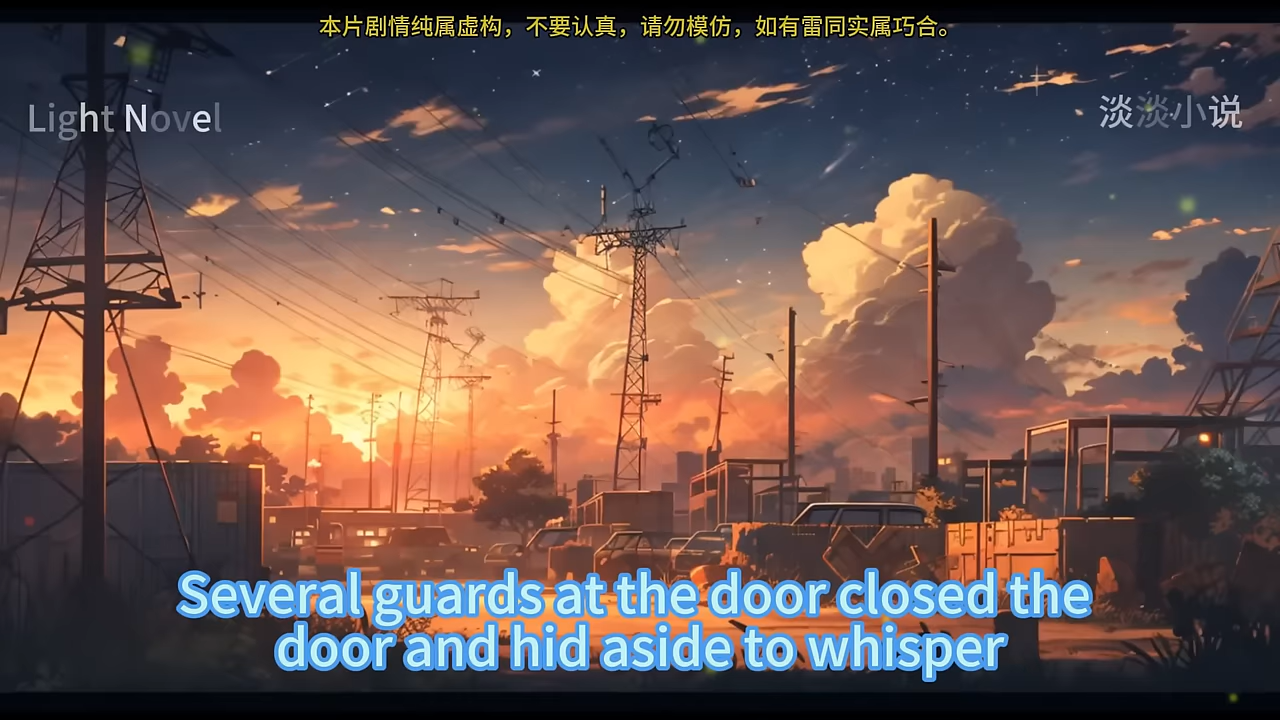 本片剧情纯属虚构，不要认真，请勿模仿，如有雷同实属巧合。
Light Novel
淡淡小说
Several guards at the door closed the
door and hid aside to whisper